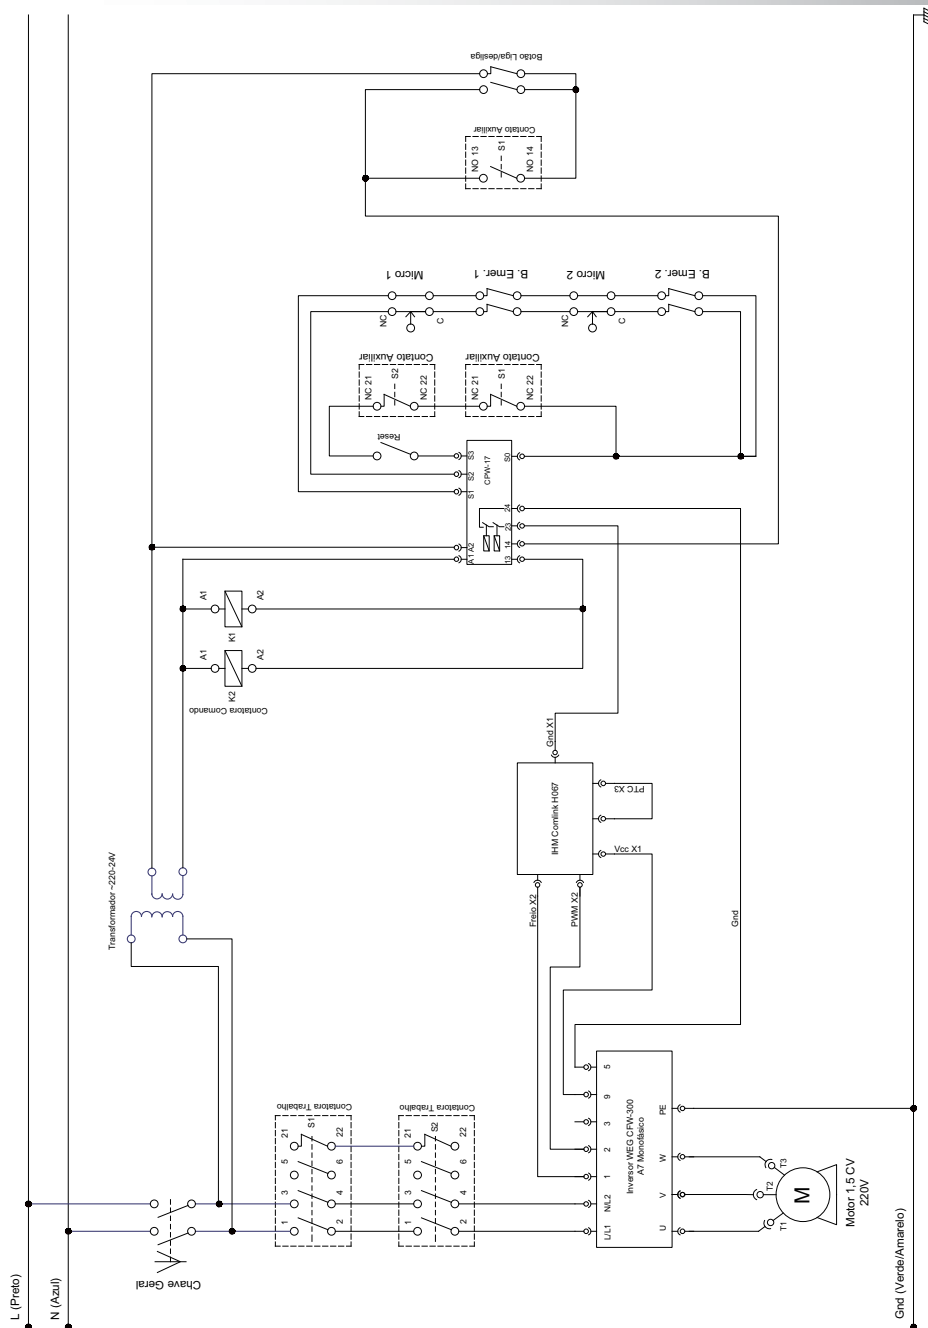 L (Preto)
N (Azul)
Gnd (Verde/Amarelo)
Chave Geral
Transformador ~220-24V
Contatora Trabalho
S1
1
2
3
4
5
6
21
22
Contatora Trabalho
S2
1
2
3
4
5
6
21
22
Inversor WEG CFW-300
A7 Monofásico
L/L1
N/L2
1
2
3
9
5
U
V
W
PE
T1
T2
T3
M
Motor 1,5 CV
220V
Freio X2
PWM X2
IHM Comlink H067
Gnd X1
PTC X3
Vcc X1
Gnd
Contatora Comando
K2
A1
A2
K1
A1
A2
CPW-17
A1
A2
S1
S2
S3
13
14
23
24
S0
Reset
Contato Auxiliar
NC 21
S2
NC 22
Contato Auxiliar
NC 21
S1
NC 22
Micro 1
NC
C
B. Emer. 1
Micro 2
NC
C
B. Emer. 2
Contato Auxiliar
NO 13
S1
NO 14
Botão Liga/desliga